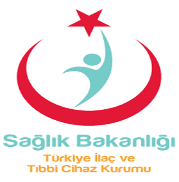 Sağlık Bakanlığı
Türkiye İlaç ve
Tıbbi Cihaz Kurumu